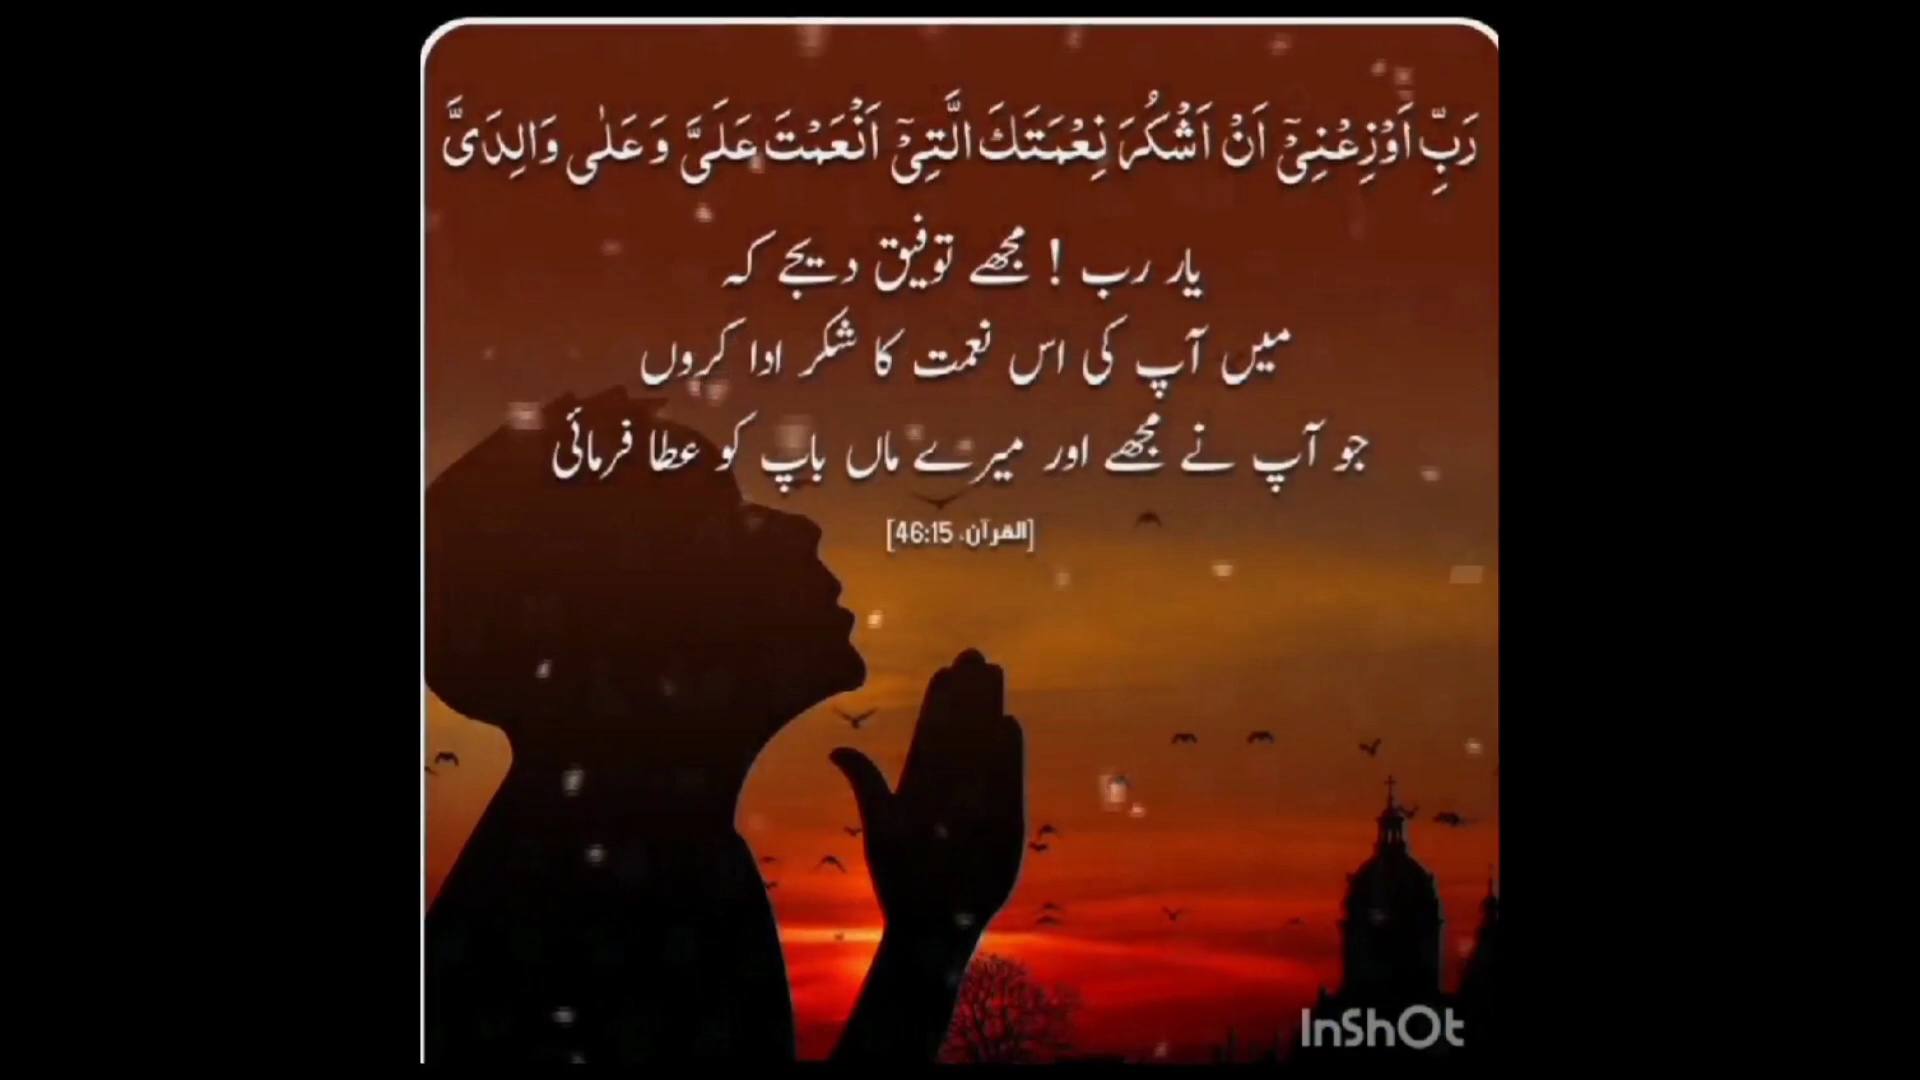 رَبِّ اَوْزِعْنِیْۤ اَنْ اَشْكُرَ نِعْمَتَكَ الَّتِیْۤ اَنْعَمْتَ عَلَیَّ وَ عَلٰی وَالِدَیَّ
یار رب ! مجھے توفیق دیجے کہ
میں آپ کی اس نعمت کا شکر ادا کروں
جو آپ نے مجھے اور میرے ماں باپ کو عطا فرمائی
[القرآن، 46:15]
InShOt